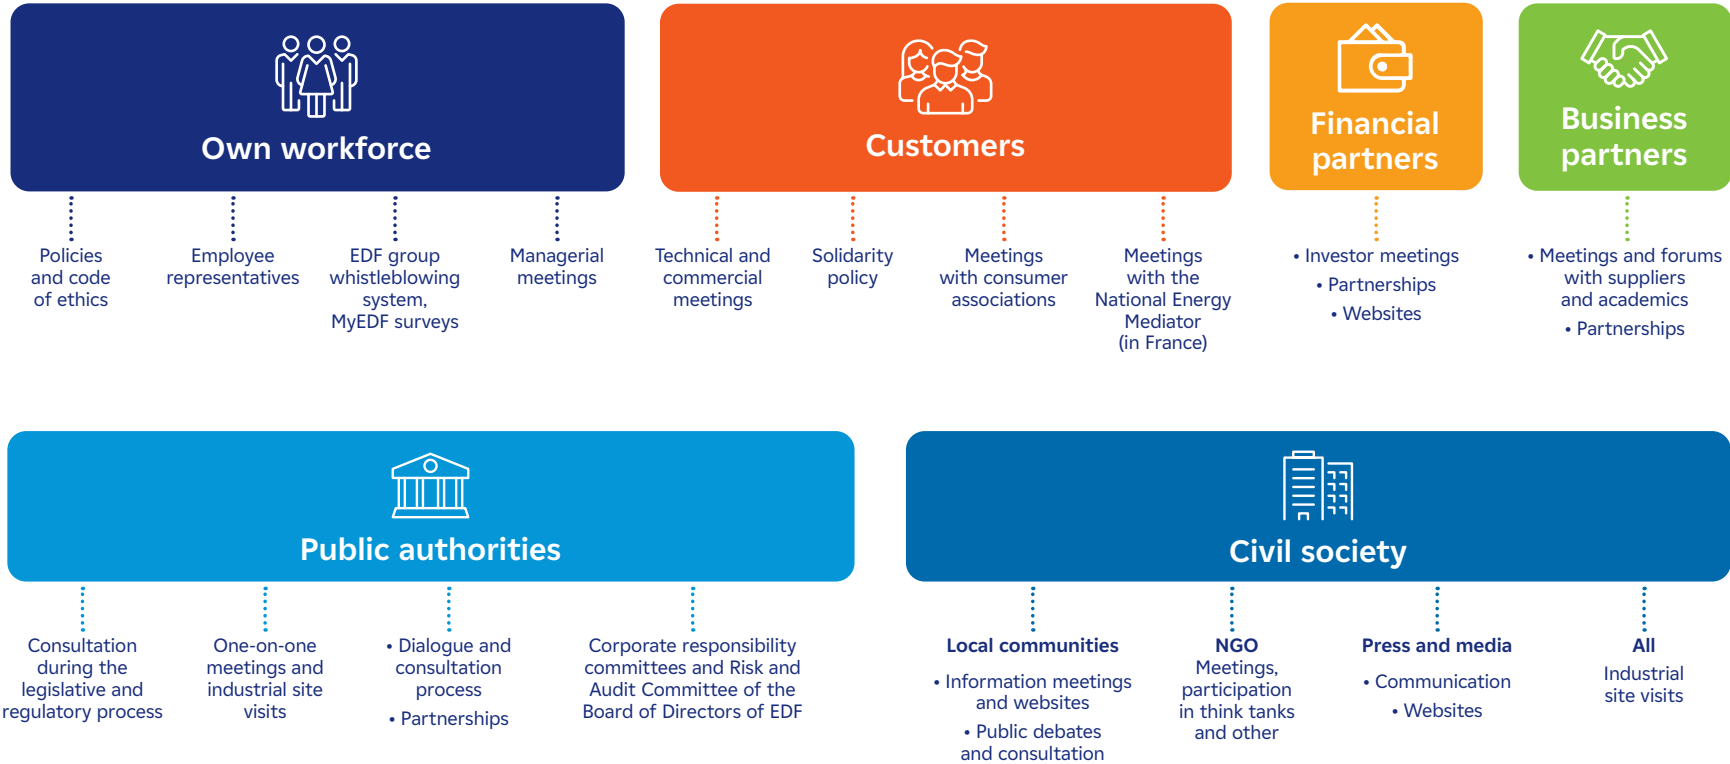 Own workforce
Policies
and code
of ethics
Employee
representatives
EDF group
whistleblowing
system,
MyEDF surveys
Managerial
meetings
Customers
Technical and
commercial
meetings
Solidarity
policy
Meetings
with consumer
associations
Meetings
with the
National Energy
Mediator
(in France)
Financial
partners
• Investor meetings
• Partnerships
• Websites
Business
partners
• Meetings and forums
with suppliers
and academics
• Partnerships
Public authorities
Consultation
during the
legislative and
regulatory process
One-on-one
meetings and
industrial site
visits
• Dialogue and
consultation
process
• Partnerships
Corporate responsibility
committees and Risk and
Audit Committee of the
Board of Directors of EDF
Civil society
Local communities
• Information meetings
and websites
• Public debates
and consultation
NGO
Meetings,
participation
in think tanks
and other
Press and media
• Communication
• Websites
All
Industrial
site visits